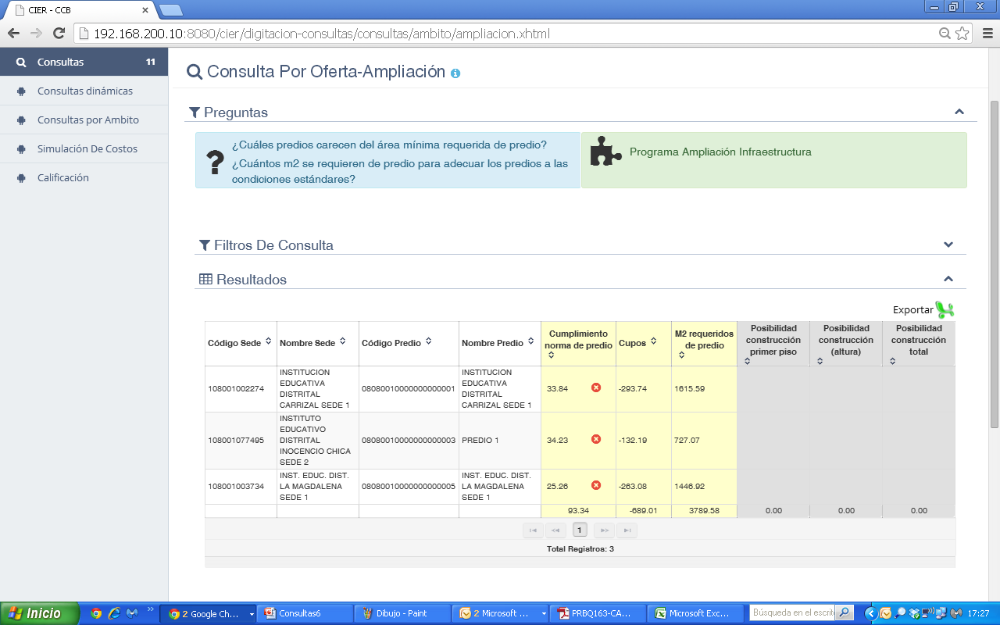 CIER - CCB
192.168.200.10:8080/cier/digitacion-consultas/consultas/ambito/ampliacion.xhtml
Consultas 11
Consultas dinámicas
Consultas por Ambito
Simulación De Costos
Calificación
Consulta Por Oferta-Ampliación
Preguntas
¿Cuáles predios carecen del área mínima requerida de predio?
¿Cuántos m2 se requieren de predio para adecuar los predios a las
condiciones estándares?
Programa Ampliación Infraestructura
Filtros De Consulta
Resultados
Exportar
Código Sede
Nombre Sede
Código Predio
Nombre Predio
Cumplimiento
norma de predio
Cupos
M2 requeridos
de predio
Posibilidad
construcción
primer piso
Posibilidad
construcción
(altura)
Posibilidad
construcción
total
108001002274
INSTITUCION
EDUCATIVA
DISTRITAL
CARRIZAL SEDE 1
08080010000000000001
INSTITUCION
EDUCATIVA
DISTRITAL
CARRIZAL SEDE 1
33.84
-293.74
1615.59
108001077495
INSTITUTO
EDUCATIVO
DISTRITAL
INOCENCIO CHICA
SEDE 2
08080010000000000003
PREDIO 1
34.23
-132.19
727.07
108001003734
INST. EDUC. DIST.
LA MAGDALENA
SEDE 1
08080010000000000005
INST. EDUC. DIST.
LA MAGDALENA
SEDE 1
25.26
-263.08
1446.92
93.34 -689.01 3789.58 0.00 0.00 0.00
1
Total Registros: 3
Inicio
2 Google Ch...
Consultas6
Dibujo - Paint
2 Microsoft ...
PRBQ163-CA...
Microsoft Exc...
Búsqueda en el escrito
17:27